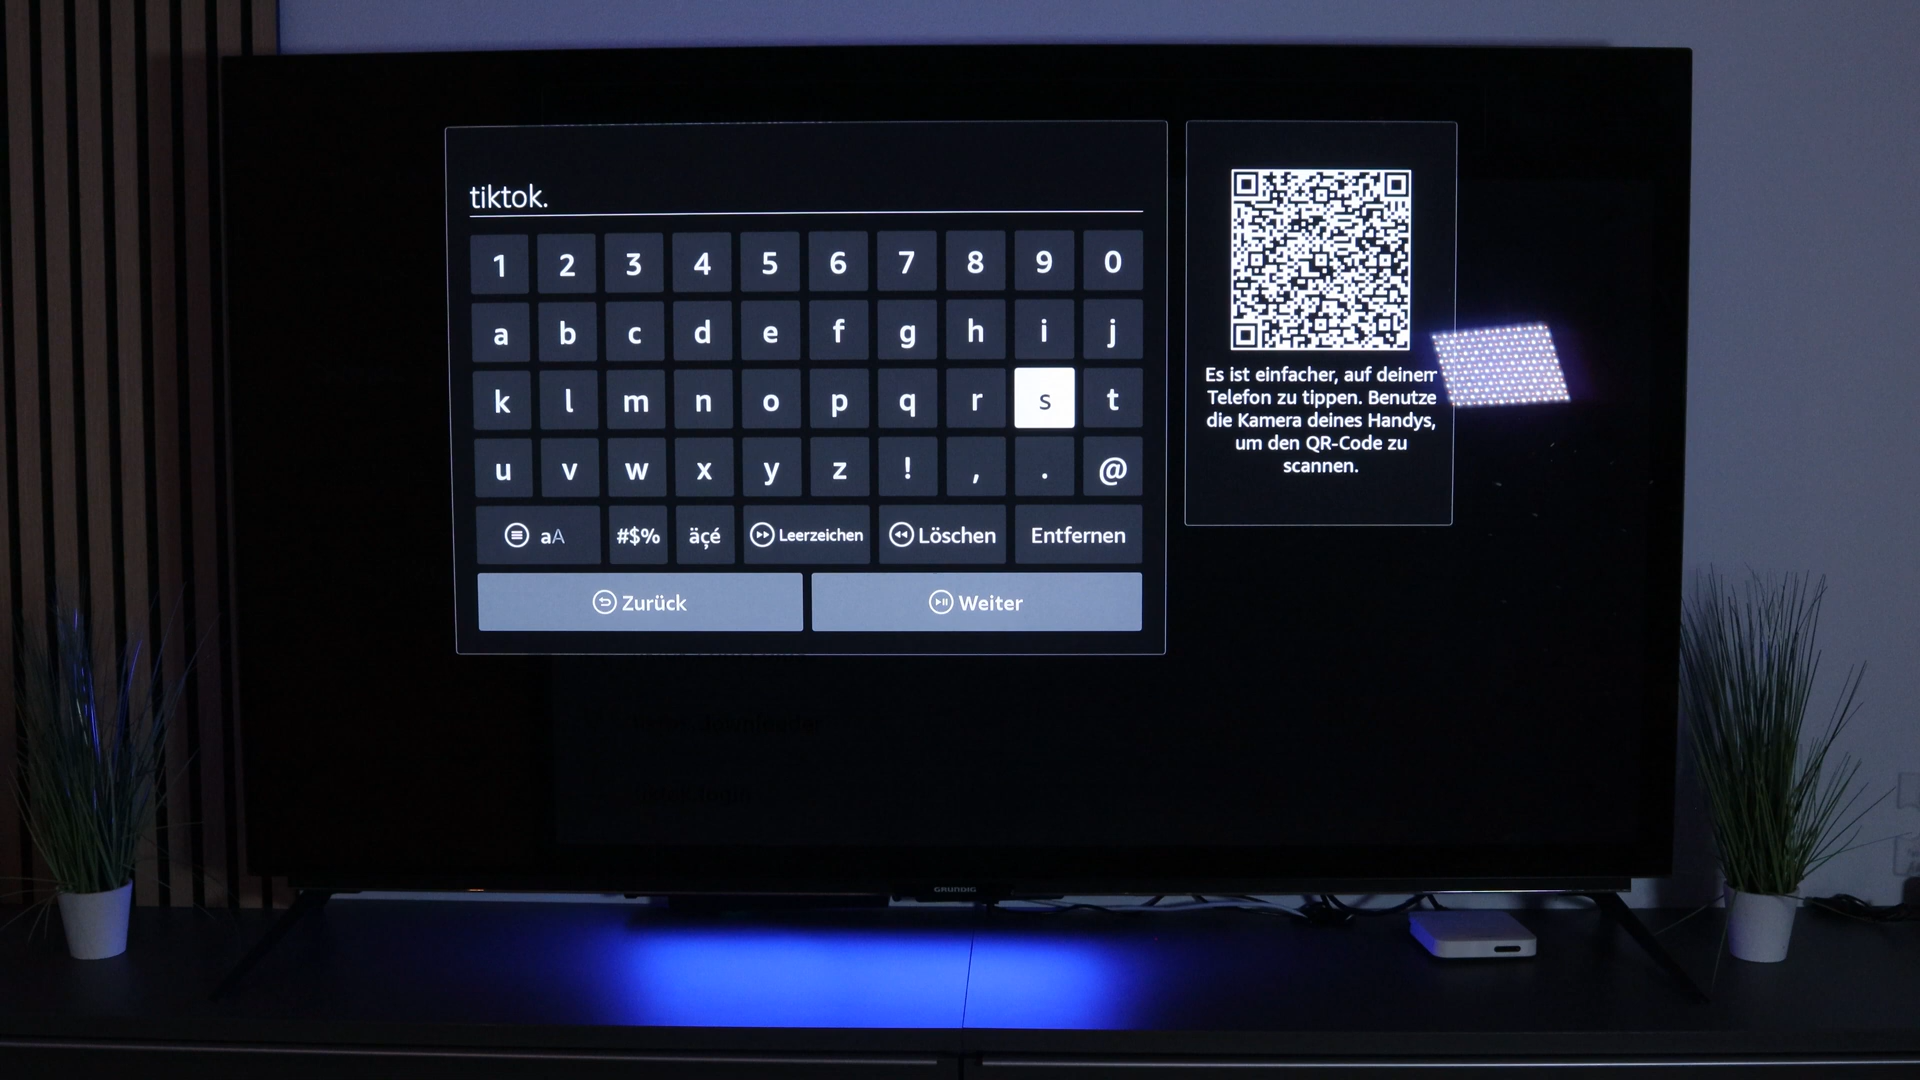 tiktok.
1 2 3 4 5 6 7 8 9 0
a b c d e f g h i j
k l m n o p q r s t
u v w x y z ! , . @
aA #$% äçé Leerzeichen Löschen Entfernen
Zurück Weiter
Es ist einfacher, auf deinem
Telefon zu tippen. Benutze
die Kamera deines Handys,
um den QR-Code zu
scannen.
GRUNDIG